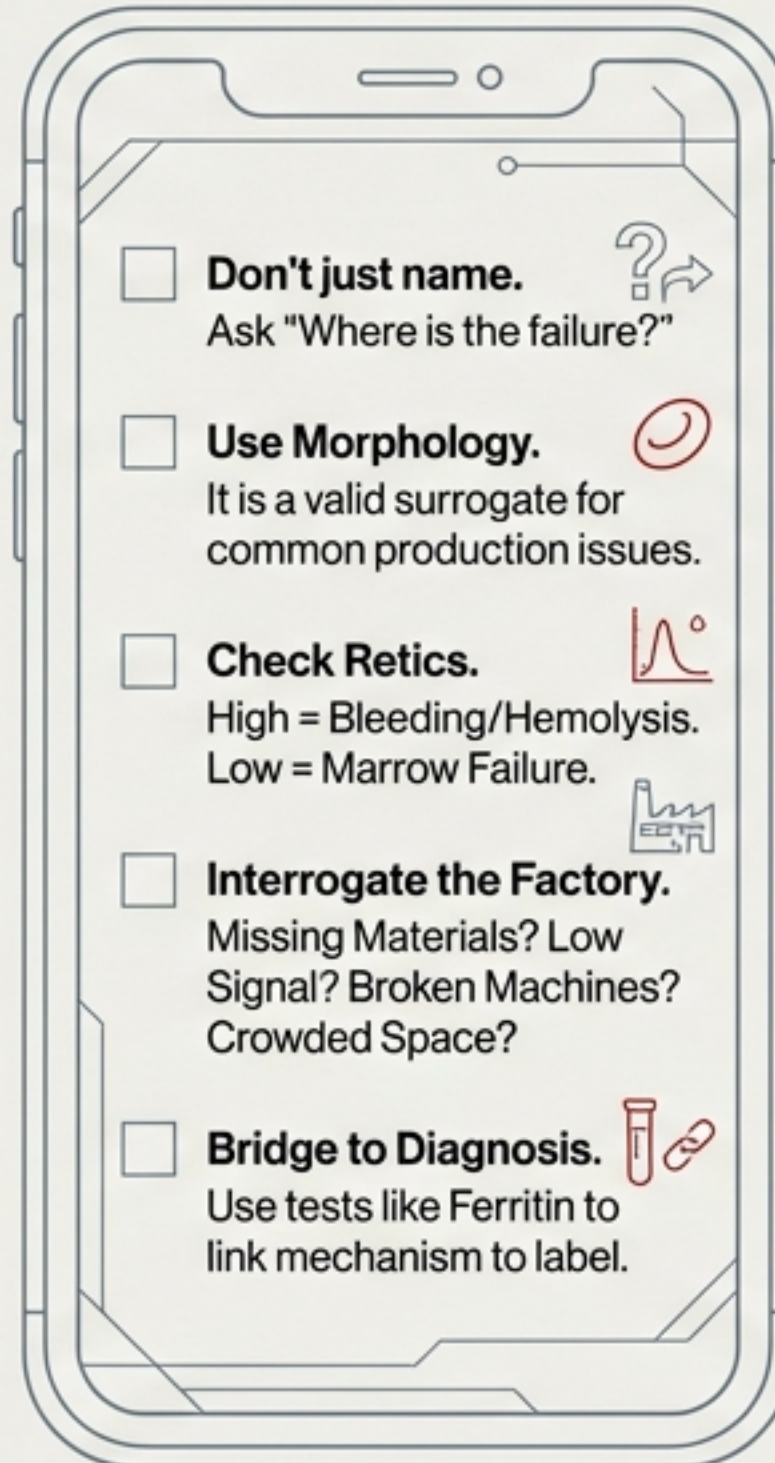 Don't just name.
Ask "Where is the failure?"
Use Morphology.
It is a valid surrogate for
common production issues.
Check Retics.
High = Bleeding/Hemolysis.
Low = Marrow Failure.
Interrogate the Factory.
Missing Materials? Low
Signal? Broken Machines?
Crowded Space?
Bridge to Diagnosis.
Use tests like Ferritin to
link mechanism to label.